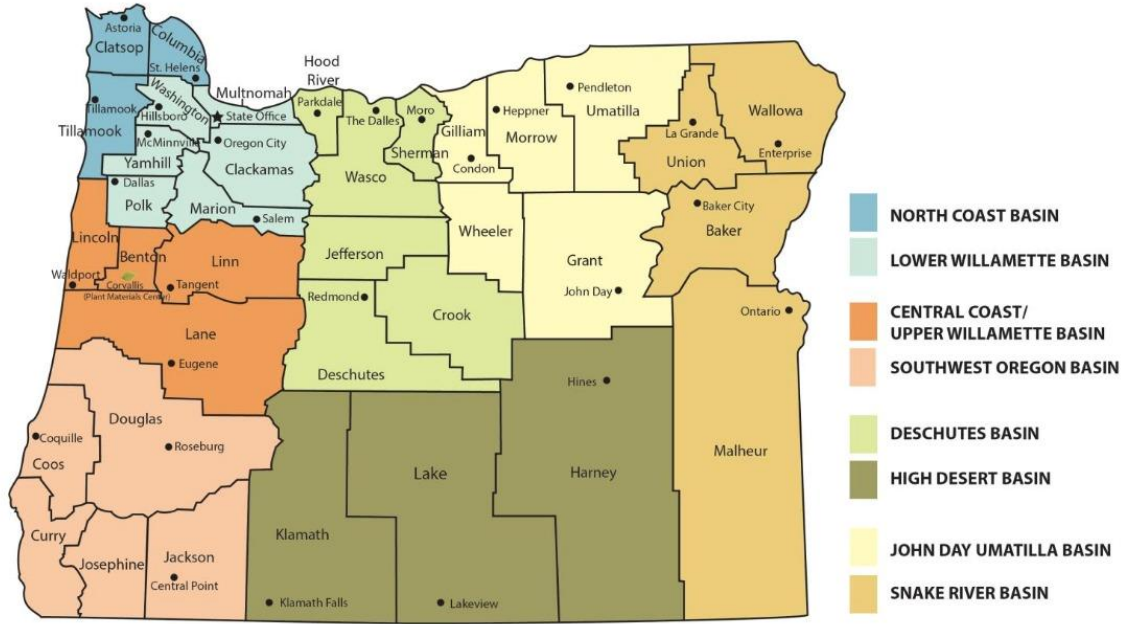 Astoria
Clatsop
Columbia
St. Helens
Tillamook
Tillamook
Washington
Hillsboro
Multnomah
State Office
McMinnville
Yamhill
Oregon City
Clackamas
Dallas
Polk
Marion
Salem
Hood
River
Parkdale
The Dalles
Moro
Sherman
Wasco
Gilliam
Condon
Heppner
Morrow
Pendleton
Umatilla
La Grande
Union
Wallowa
Enterprise
Baker City
Baker
Lincoln
Waldport
Benton
Corvallis
(Plant Materials Center)
Linn
Tangent
Jefferson
Redmond
Crook
Deschutes
Wheeler
Grant
John Day
Ontario
Malheur
Lane
Eugene
Douglas
Roseburg
Coquille
Coos
Curry
Josephine
Jackson
Central Point
Klamath
Klamath Falls
Lake
Lakeview
Hines
Harney
NORTH COAST BASIN
LOWER WILLAMETTE BASIN
CENTRAL COAST/
UPPER WILLAMETTE BASIN
SOUTHWEST OREGON BASIN
DESCHUTES BASIN
HIGH DESERT BASIN
JOHN DAY UMATILLA BASIN
SNAKE RIVER BASIN